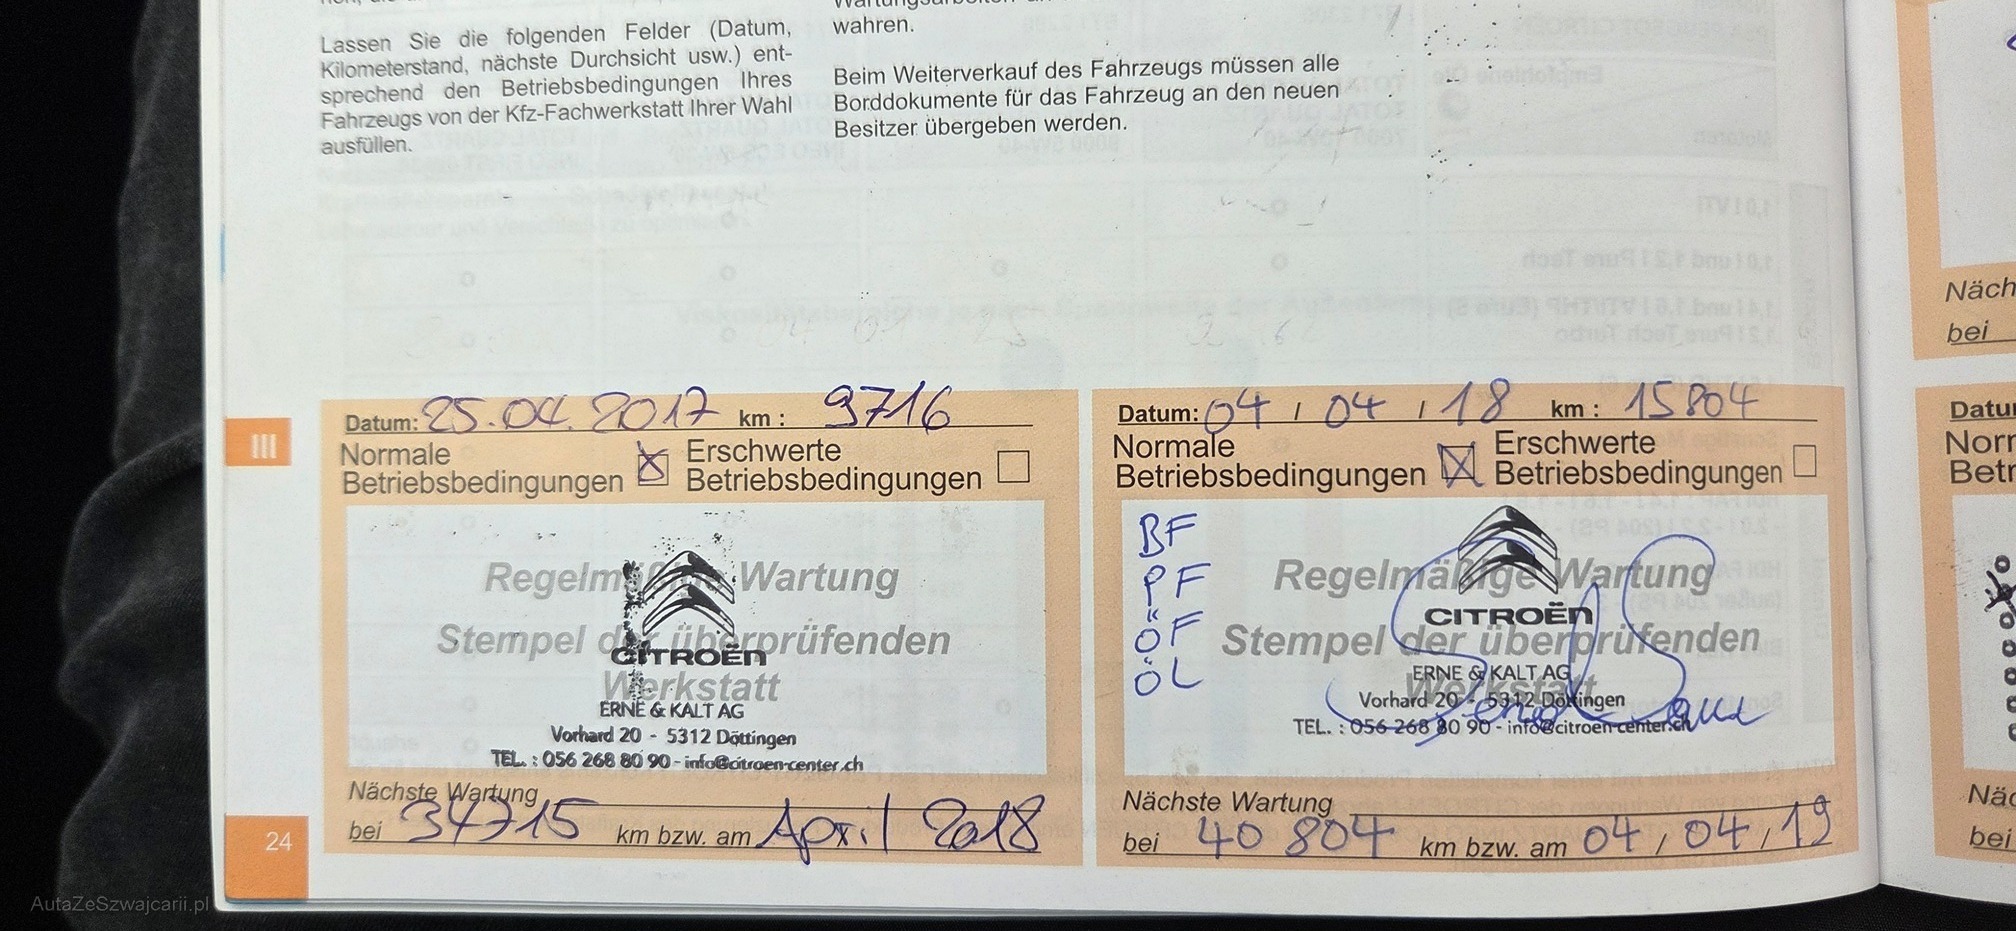 Lassen Sie die folgenden Felder (Datum,
Kilometerstand, nächste Durchsicht usw.) ent-
sprechend den Betriebsbedingungen Ihres
Fahrzeugs von der Kfz-Fachwerkstatt Ihrer Wahl
ausfüllen.
wahren.
Beim Weiterverkauf des Fahrzeugs müssen alle
Borddokumente für das Fahrzeug an den neuen
Besitzer übergeben werden.
III
Datum: 25.04.2017 km : 9716
Normale
Betriebsbedingungen
Erschwerte
Betriebsbedingungen
Regelmäßige Wartung
Stempel der überprüfenden
Werkstatt
CITROËN
ERNE & KALT AG
Vorhard 20 - 5312 Döttingen
TEL. : 056 268 80 90 - info@citroen-center.ch
Nächste Wartung
bei 34715 km bzw. am April 2018
Datum: 04 / 04 / 18 km : 15804
Normale
Betriebsbedingungen
Erschwerte
Betriebsbedingungen
BF
PF
ÖF
ÖL
Regelmäßige Wartung
Stempel der überprüfenden
Werkstatt
CITROËN
ERNE & KALT AG
Vorhard 20 - 5312 Döttingen
TEL. : 056 268 80 90 - info@citroen-center.ch
Nächste Wartung
bei 40 804 km bzw. am 04 / 04 / 19
24
Näch
bei
Datu
Nor
Betr
Näc
bei
AutaZeSzwajcarii.pl